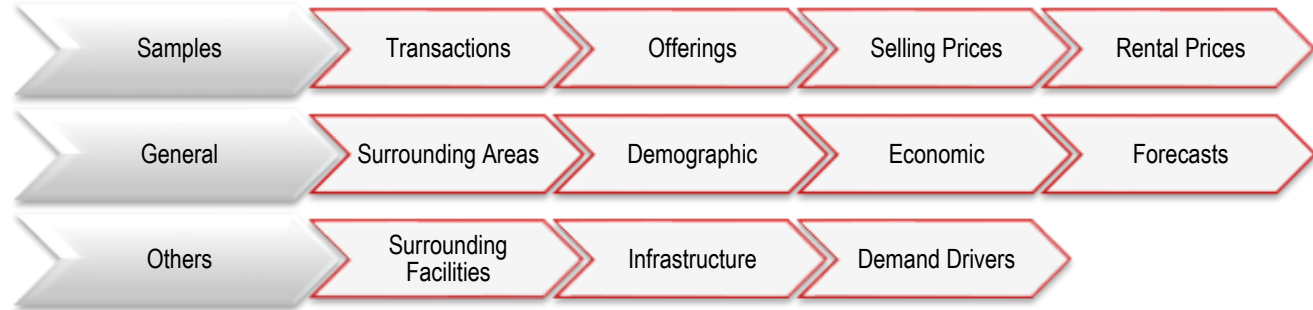 Samples
Transactions
Offerings
Selling Prices
Rental Prices
General
Surrounding Areas
Demographic
Economic
Forecasts
Others
Surrounding
Facilities
Infrastructure
Demand Drivers